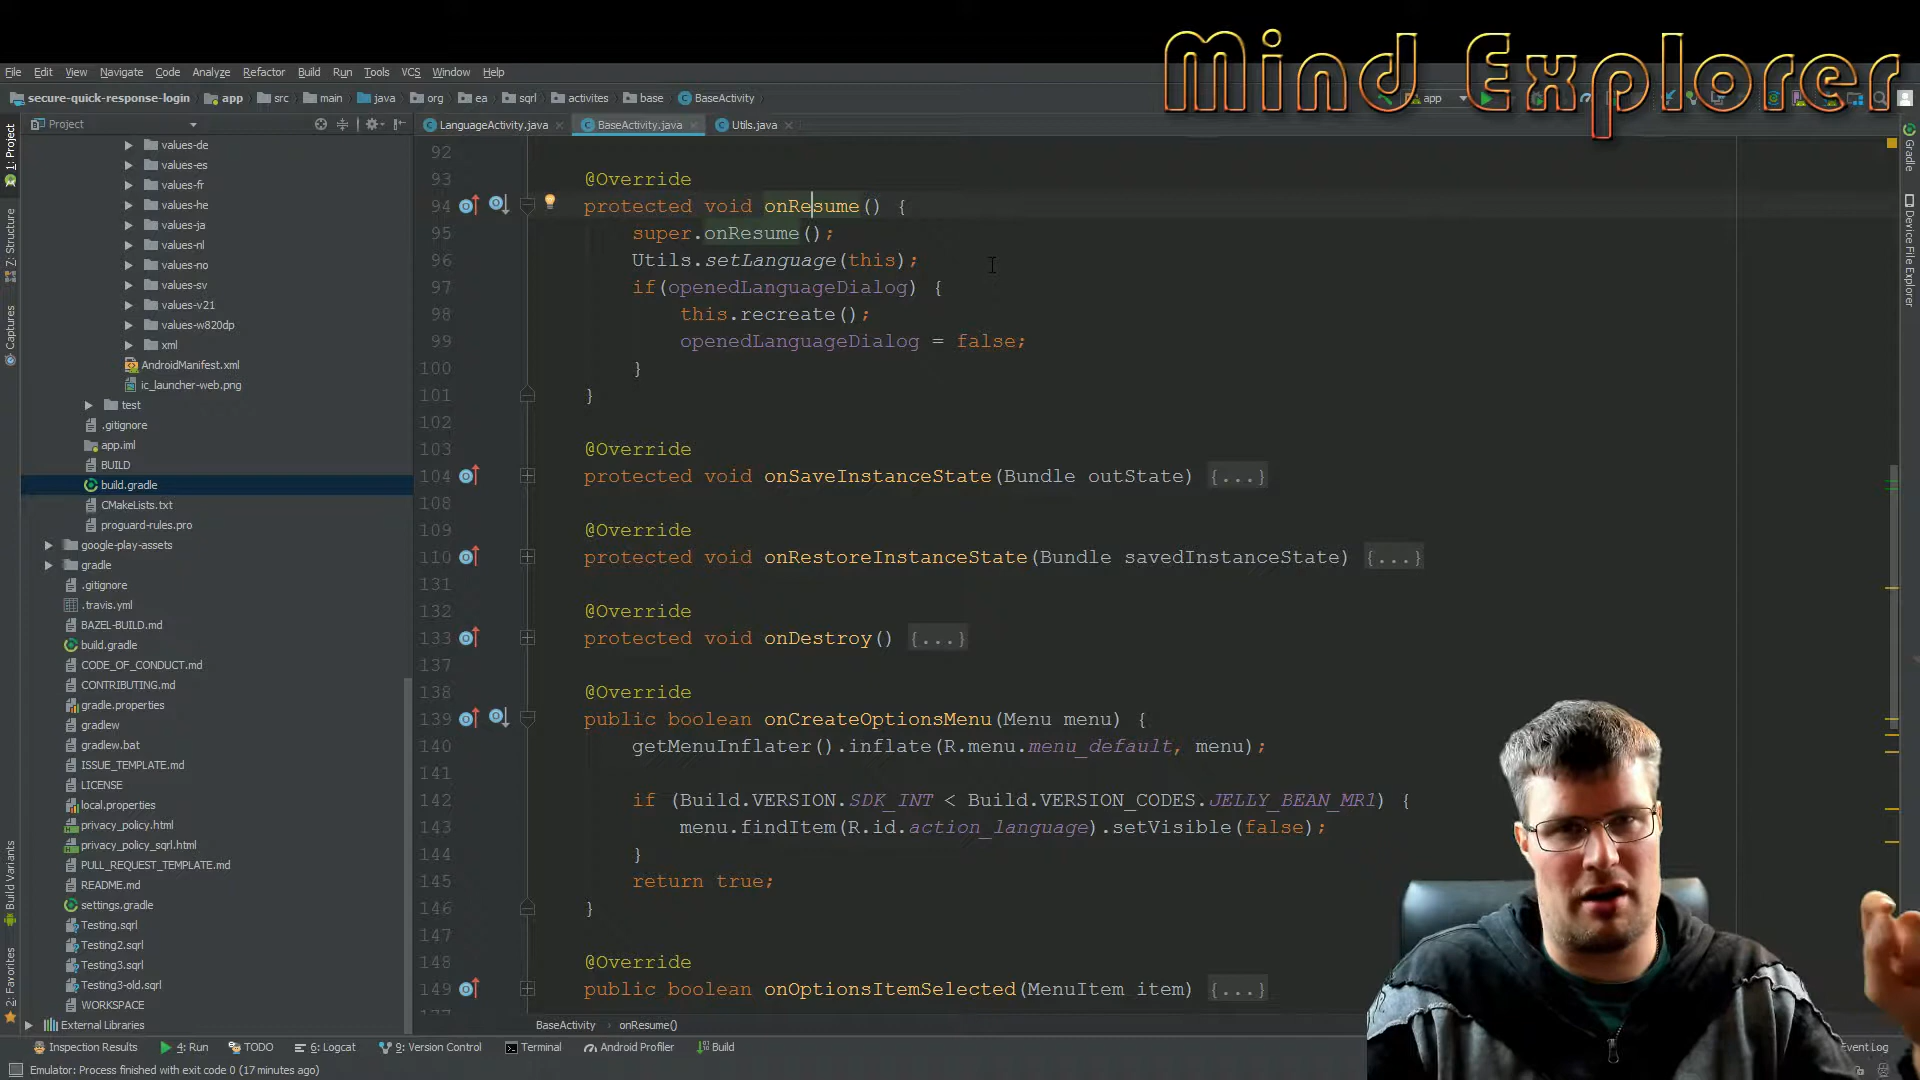 Mind Explorer
File Edit View Navigate Code Analyze Refactor Build Run Tools VCS Window Help
secure-quick-response-login app src main java org ea sqrl activites base BaseActivity app
Project
LanguageActivity.java BaseActivity.java Utils.java
1: Project
7: Structure
Captures
Build Variants
2: Favorites
Gradle
Device File Explorer
values-de
values-es
values-fr
values-he
values-ja
values-nl
values-no
values-sv
values-v21
values-w820dp
xml
AndroidManifest.xml
ic_launcher-web.png
test
.gitignore
app.iml
BUILD
build.gradle
CMakeLists.txt
proguard-rules.pro
google-play-assets
gradle
.gitignore
.travis.yml
BAZEL-BUILD.md
build.gradle
CODE_OF_CONDUCT.md
CONTRIBUTING.md
gradle.properties
gradlew
gradlew.bat
ISSUE_TEMPLATE.md
LICENSE
local.properties
privacy_policy.html
privacy_policy_sqrl.html
PULL_REQUEST_TEMPLATE.md
README.md
settings.gradle
Testing.sqrl
Testing2.sqrl
Testing3.sqrl
Testing3-old.sqrl
WORKSPACE
External Libraries
92
93 @Override
94 protected void onResume() {
95 super.onResume();
96 Utils.setLanguage(this);
97 if(openedLanguageDialog) {
98 this.recreate();
99 openedLanguageDialog = false;
100 }
101 }
102
103 @Override
104 protected void onSaveInstanceState(Bundle outState) {...}
108
109 @Override
110 protected void onRestoreInstanceState(Bundle savedInstanceState) {...}
131
132 @Override
133 protected void onDestroy() {...}
137
138 @Override
139 public boolean onCreateOptionsMenu(Menu menu) {
140 getMenuInflater().inflate(R.menu.menu_default, menu);
141
142 if (Build.VERSION.SDK_INT < Build.VERSION_CODES.JELLY_BEAN_MR1) {
143 menu.findItem(R.id.action_language).setVisible(false);
144 }
145 return true;
146 }
147
148 @Override
149 public boolean onOptionsItemSelected(MenuItem item) {...}
177
BaseActivity onResume()
Inspection Results 4: Run TODO 6: Logcat 9: Version Control Terminal Android Profiler Build Event Log
Emulator: Process finished with exit code 0 (17 minutes ago)